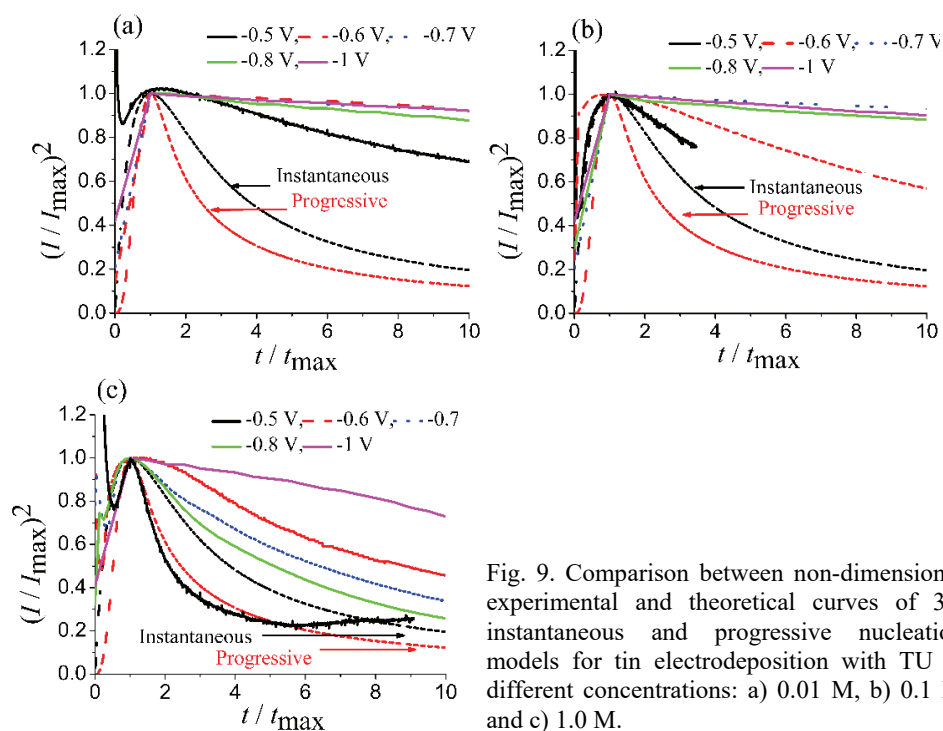 (a)
-0.5 V, -0.6 V, -0.7 V
-0.8 V, -1 V
1.2
1.0
0.8
0.6
0.4
0.2
0.0
(I / Imax)2
Instantaneous
Progressive
0 2 4 6 8 10
t / tmax
(b)
-0.5 V, -0.6 V, -0.7 V
-0.8 V, -1 V
1.2
1.0
0.8
0.6
0.4
0.2
0.0
(I / Imax)2
Instantaneous
Progressive
0 2 4 6 8 10
t / tmax
(c)
-0.5 V, -0.6 V, -0.7
-0.8 V, -1 V
1.2
1.0
0.8
0.6
0.4
0.2
0.0
(I / Imax)2
Instantaneous
Progressive
0 2 4 6 8 10
t / tmax
Fig. 9. Comparison between non-dimension
experimental and theoretical curves of 3
instantaneous and progressive nucleatio
models for tin electrodeposition with TU
different concentrations: a) 0.01 M, b) 0.1
and c) 1.0 M.